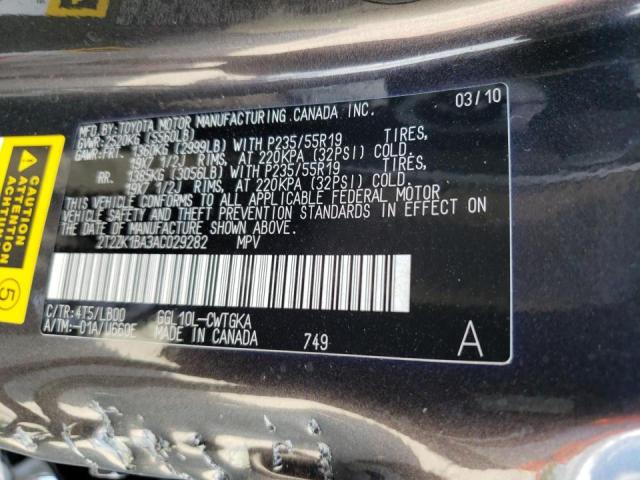 MFD.BY: TOYOTA MOTOR MANUFACTURING CANADA INC. 03/10
GAWR:FRT. (2999LB) WITH P235/55R19 TIRES,
19X7 1/2J RIMS, AT 220KPA (32PSI) COLD.
RR. 1385KG (3056LB) WITH P235/55R19 TIRES,
19X7 1/2J RIMS, AT 220KPA (32PSI) COLD.
THIS VEHICLE CONFORMS TO ALL APPLICABLE FEDERAL MOTOR
VEHICLE SAFETY AND THEFT PREVENTION STANDARDS IN EFFECT ON
THE DATE OF MANUFACTURE SHOWN ABOVE.
2T2ZK1BA3AC029282 MPV
C/TR:4T5/LB00 GGL10L-CWTGKA
A/TM:-01A/U660E MADE IN CANADA 749 A
CAUTION
ATTENTION
5